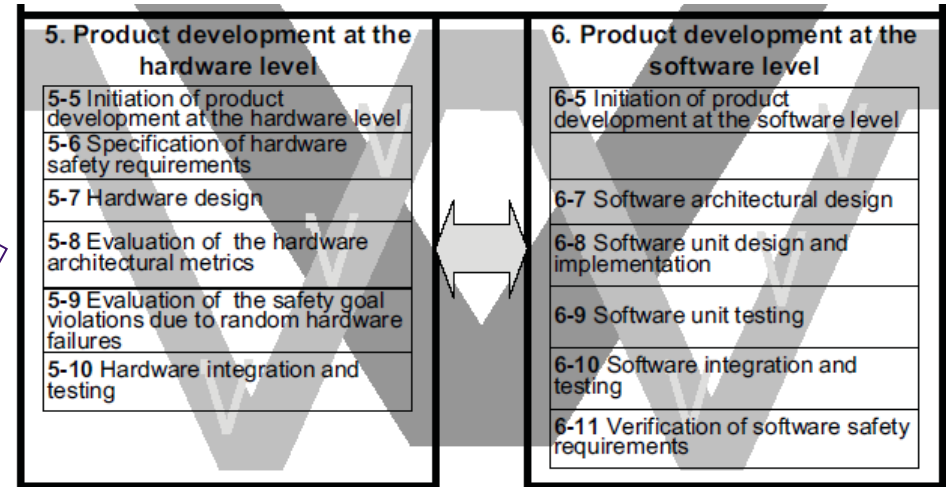 5. Product development at the
hardware level
5-5 Initiation of product
development at the hardware level
5-6 Specification of hardware
safety requirements
5-7 Hardware design
5-8 Evaluation of the hardware
architectural metrics
5-9 Evaluation of the safety goal
violations due to random hardware
failures
5-10 Hardware integration and
testing
6. Product development at the
software level
6-5 Initiation of product
development at the software level
6-7 Software architectural design
6-8 Software unit design and
implementation
6-9 Software unit testing
6-10 Software integration and
testing
6-11 Verification of software safety
requirements